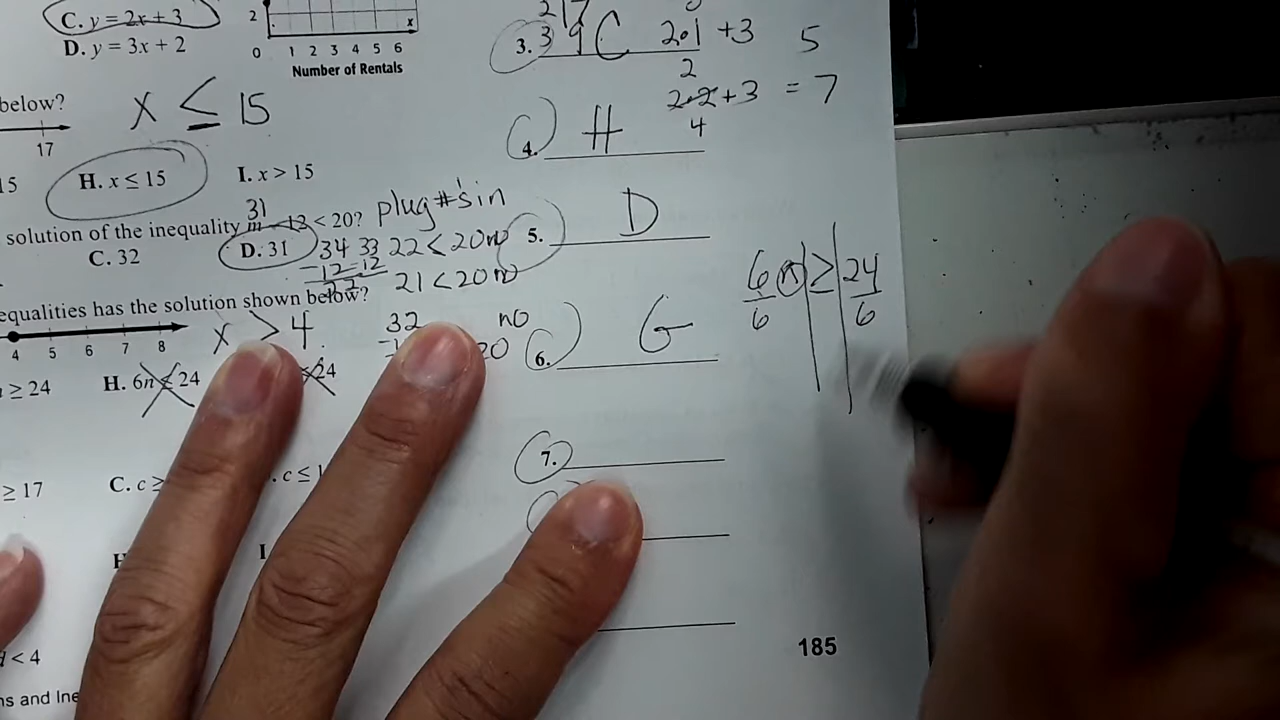 C. y = 2x + 3
D. y = 3x + 2
2
0 1 2 3 4 5 6
x
Number of Rentals
3. C 2·1 +3 5
2
2·2+3 = 7
4
below?
x ≤ 15
17
4. H
15 H. x ≤ 15 I. x > 15
31
plug #'s in
solution of the inequality m - 12 < 20?
C. 32 D. 31 34 33 22 < 20 no
-12 -12
21 < 20 no
5. D
equalities has the solution shown below?
4 5 6 7 8
x > 4
32 no
20
6. G
6n ≥ 24
6 6
≥ 24 H. 6n ≤ 24 24
7.
≥ 17 C. c ≥ c ≤ 1
I
< 4
185